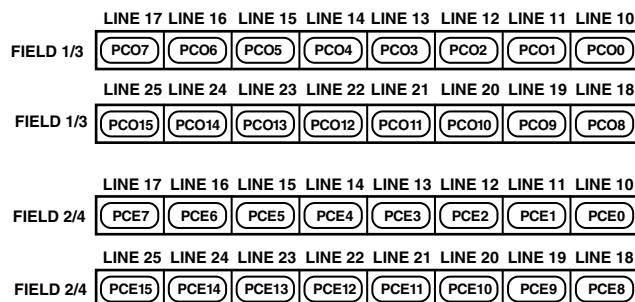 LINE 17 LINE 16 LINE 15 LINE 14 LINE 13 LINE 12 LINE 11 LINE 10
FIELD 1/3 PCO7 PCO6 PCO5 PCO4 PCO3 PCO2 PCO1 PCO0
LINE 25 LINE 24 LINE 23 LINE 22 LINE 21 LINE 20 LINE 19 LINE 18
FIELD 1/3 PCO15 PCO14 PCO13 PCO12 PCO11 PCO10 PCO9 PCO8
LINE 17 LINE 16 LINE 15 LINE 14 LINE 13 LINE 12 LINE 11 LINE 10
FIELD 2/4 PCE7 PCE6 PCE5 PCE4 PCE3 PCE2 PCE1 PCE0
LINE 25 LINE 24 LINE 23 LINE 22 LINE 21 LINE 20 LINE 19 LINE 18
FIELD 2/4 PCE15 PCE14 PCE13 PCE12 PCE11 PCE10 PCE9 PCE8